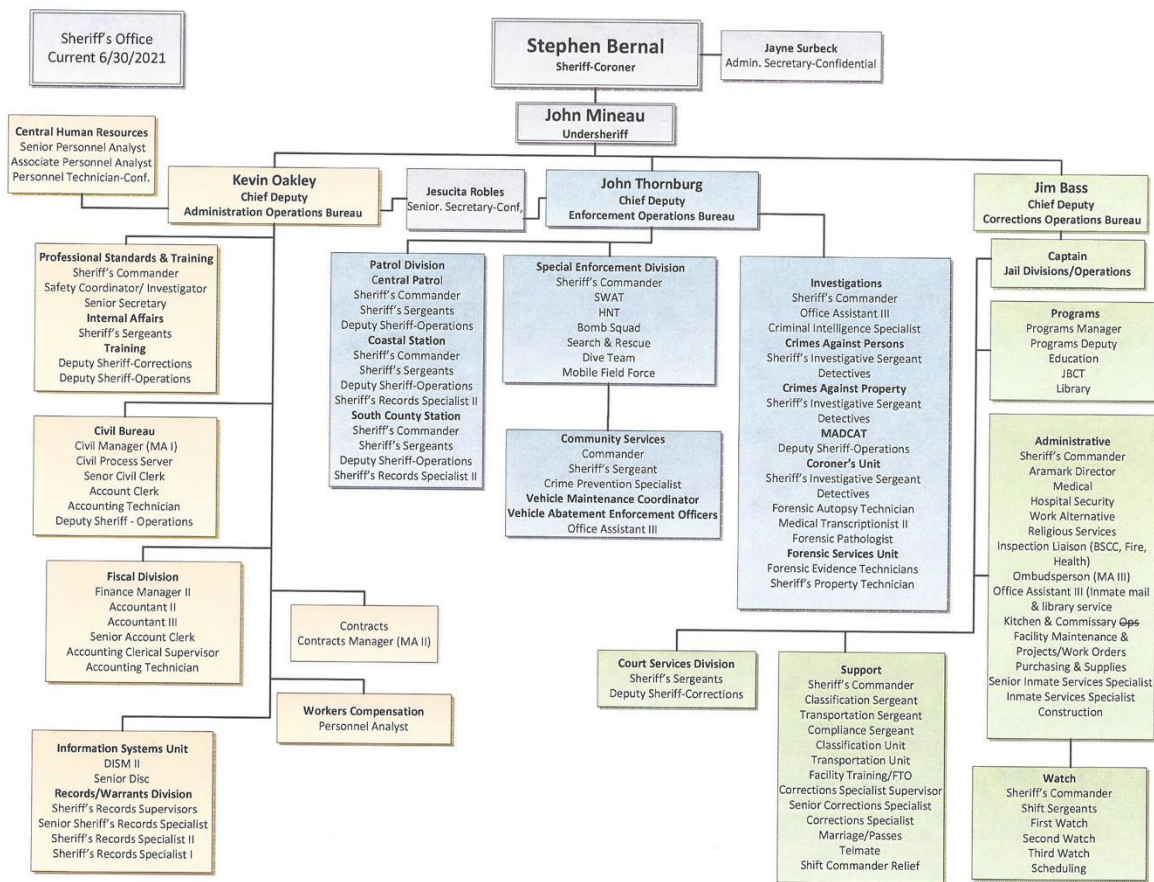 Sheriff's Office
Current 6/30/2021
Stephen Bernal
Sheriff-Coroner
Jayne Surbeck
Admin. Secretary-Confidential
John Mineau
Undersheriff
Central Human Resources
Senior Personnel Analyst
Associate Personnel Analyst
Personnel Technician-Conf.
Kevin Oakley
Chief Deputy
Administration Operations Bureau
Jesucita Robles
Senior. Secretary-Conf,
John Thornburg
Chief Deputy
Enforcement Operations Bureau
Jim Bass
Chief Deputy
Corrections Operations Bureau
Professional Standards & Training
Sheriff's Commander
Safety Coordinator/ Investigator
Senior Secretary
Internal Affairs
Sheriff's Sergeants
Training
Deputy Sheriff-Corrections
Deputy Sheriff-Operations
Civil Bureau
Civil Manager (MA I)
Civil Process Server
Senor Civil Clerk
Account Clerk
Accounting Technician
Deputy Sheriff - Operations
Fiscal Division
Finance Manager II
Accountant II
Accountant III
Senior Account Clerk
Accounting Clerical Supervisor
Accounting Technician
Contracts
Contracts Manager (MA II)
Workers Compensation
Personnel Analyst
Information Systems Unit
DISM II
Senior Disc
Records/Warrants Division
Sheriff's Records Supervisors
Senior Sheriff's Records Specialist
Sheriff's Records Specialist II
Sheriff's Records Specialist I
Patrol Division
Central Patrol
Sheriff's Commander
Sheriff's Sergeants
Deputy Sheriff-Operations
Coastal Station
Sheriff's Commander
Sheriff's Sergeants
Deputy Sheriff-Operations
Sheriff's Records Specialist II
South County Station
Sheriff's Commander
Sheriff's Sergeants
Deputy Sheriff-Operations
Sheriff's Records Specialist II
Special Enforcement Division
Sheriff's Commander
SWAT
HNT
Bomb Squad
Search & Rescue
Dive Team
Mobile Field Force
Community Services
Commander
Sheriff's Sergeant
Crime Prevention Specialist
Vehicle Maintenance Coordinator
Vehicle Abatement Enforcement Officers
Office Assistant III
Investigations
Sheriff's Commander
Office Assistant III
Criminal Intelligence Specialist
Crimes Against Persons
Sheriff's Investigative Sergeant
Detectives
Crimes Against Property
Sheriff's Investigative Sergeant
Detectives
MADCAT
Deputy Sheriff-Operations
Coroner's Unit
Sheriff's Investigative Sergeant
Detectives
Forensic Autopsy Technician
Medical Transcriptionist II
Forensic Pathologist
Forensic Services Unit
Forensic Evidence Technicians
Sheriff's Property Technician
Captain
Jail Divisions/Operations
Programs
Programs Manager
Programs Deputy
Education
JBCT
Library
Administrative
Sheriff's Commander
Aramark Director
Medical
Hospital Security
Work Alternative
Religious Services
Inspection Liaison (BSCC, Fire,
Health)
Ombudsperson (MA III)
Office Assistant III (Inmate mail
& library service
Kitchen & Commissary Ops
Facility Maintenance &
Projects/Work Orders
Purchasing & Supplies
Senior Inmate Services Specialist
Inmate Services Specialist
Construction
Court Services Division
Sheriff's Sergeants
Deputy Sheriff-Corrections
Support
Sheriff's Commander
Classification Sergeant
Transportation Sergeant
Compliance Sergeant
Classification Unit
Transportation Unit
Facility Training/FTO
Corrections Specialist Supervisor
Senior Corrections Specialist
Corrections Specialist
Marriage/Passes
Telmate
Shift Commander Relief
Watch
Sheriff's Commander
Shift Sergeants
First Watch
Second Watch
Third Watch
Scheduling